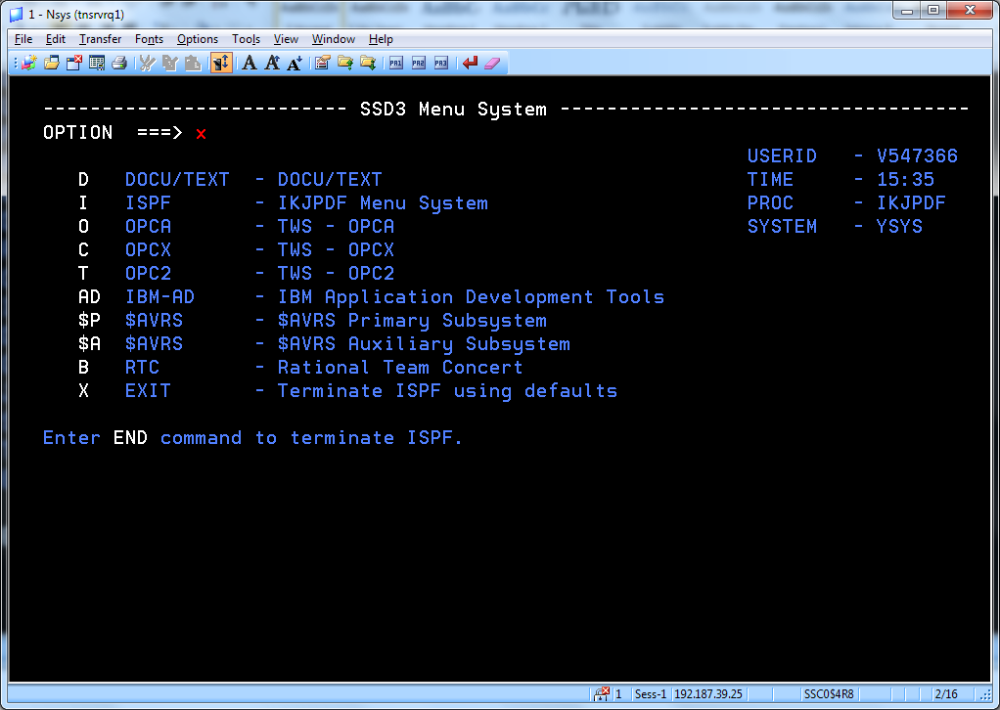 1 - Nsys (tnsrvrq1)
File Edit Transfer Fonts Options Tools View Window Help
A A A PA1 PA2 PA3
-------------------------- SSD3 Menu System -----------------------------------
OPTION ===> x
USERID - V547366
D DOCU/TEXT - DOCU/TEXT TIME - 15:35
I ISPF - IKJPDF Menu System PROC - IKJPDF
O OPCA - TWS - OPCA SYSTEM - YSYS
C OPCX - TWS - OPCX
T OPC2 - TWS - OPC2
AD IBM-AD - IBM Application Development Tools
$P $AVRS - $AVRS Primary Subsystem
$A $AVRS - $AVRS Auxiliary Subsystem
B RTC - Rational Team Concert
X EXIT - Terminate ISPF using defaults
Enter END command to terminate ISPF.
1 Sess-1 192.187.39.25 SSC0$4R8 2/16